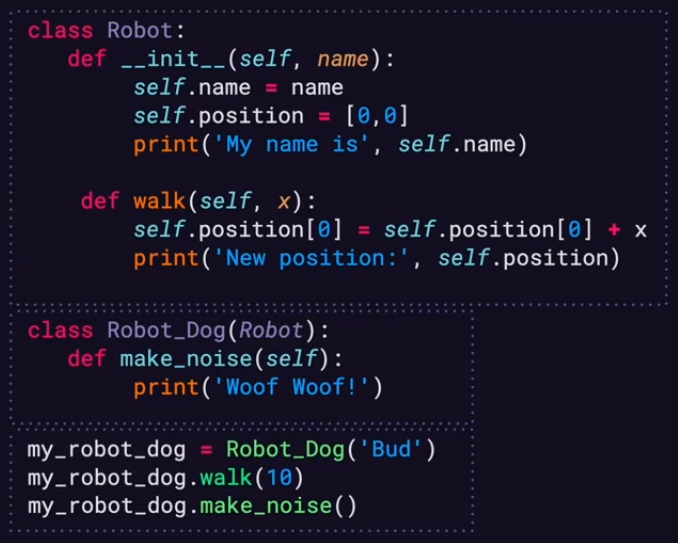 class Robot:
   def __init__(self, name):
        self.name = name
        self.position = [0,0]
        print('My name is', self.name)

    def walk(self, x):
        self.position[0] = self.position[0] + x
        print('New position:', self.position)

class Robot_Dog(Robot):
   def make_noise(self):
        print('Woof Woof!')

my_robot_dog = Robot_Dog('Bud')
my_robot_dog.walk(10)
my_robot_dog.make_noise()